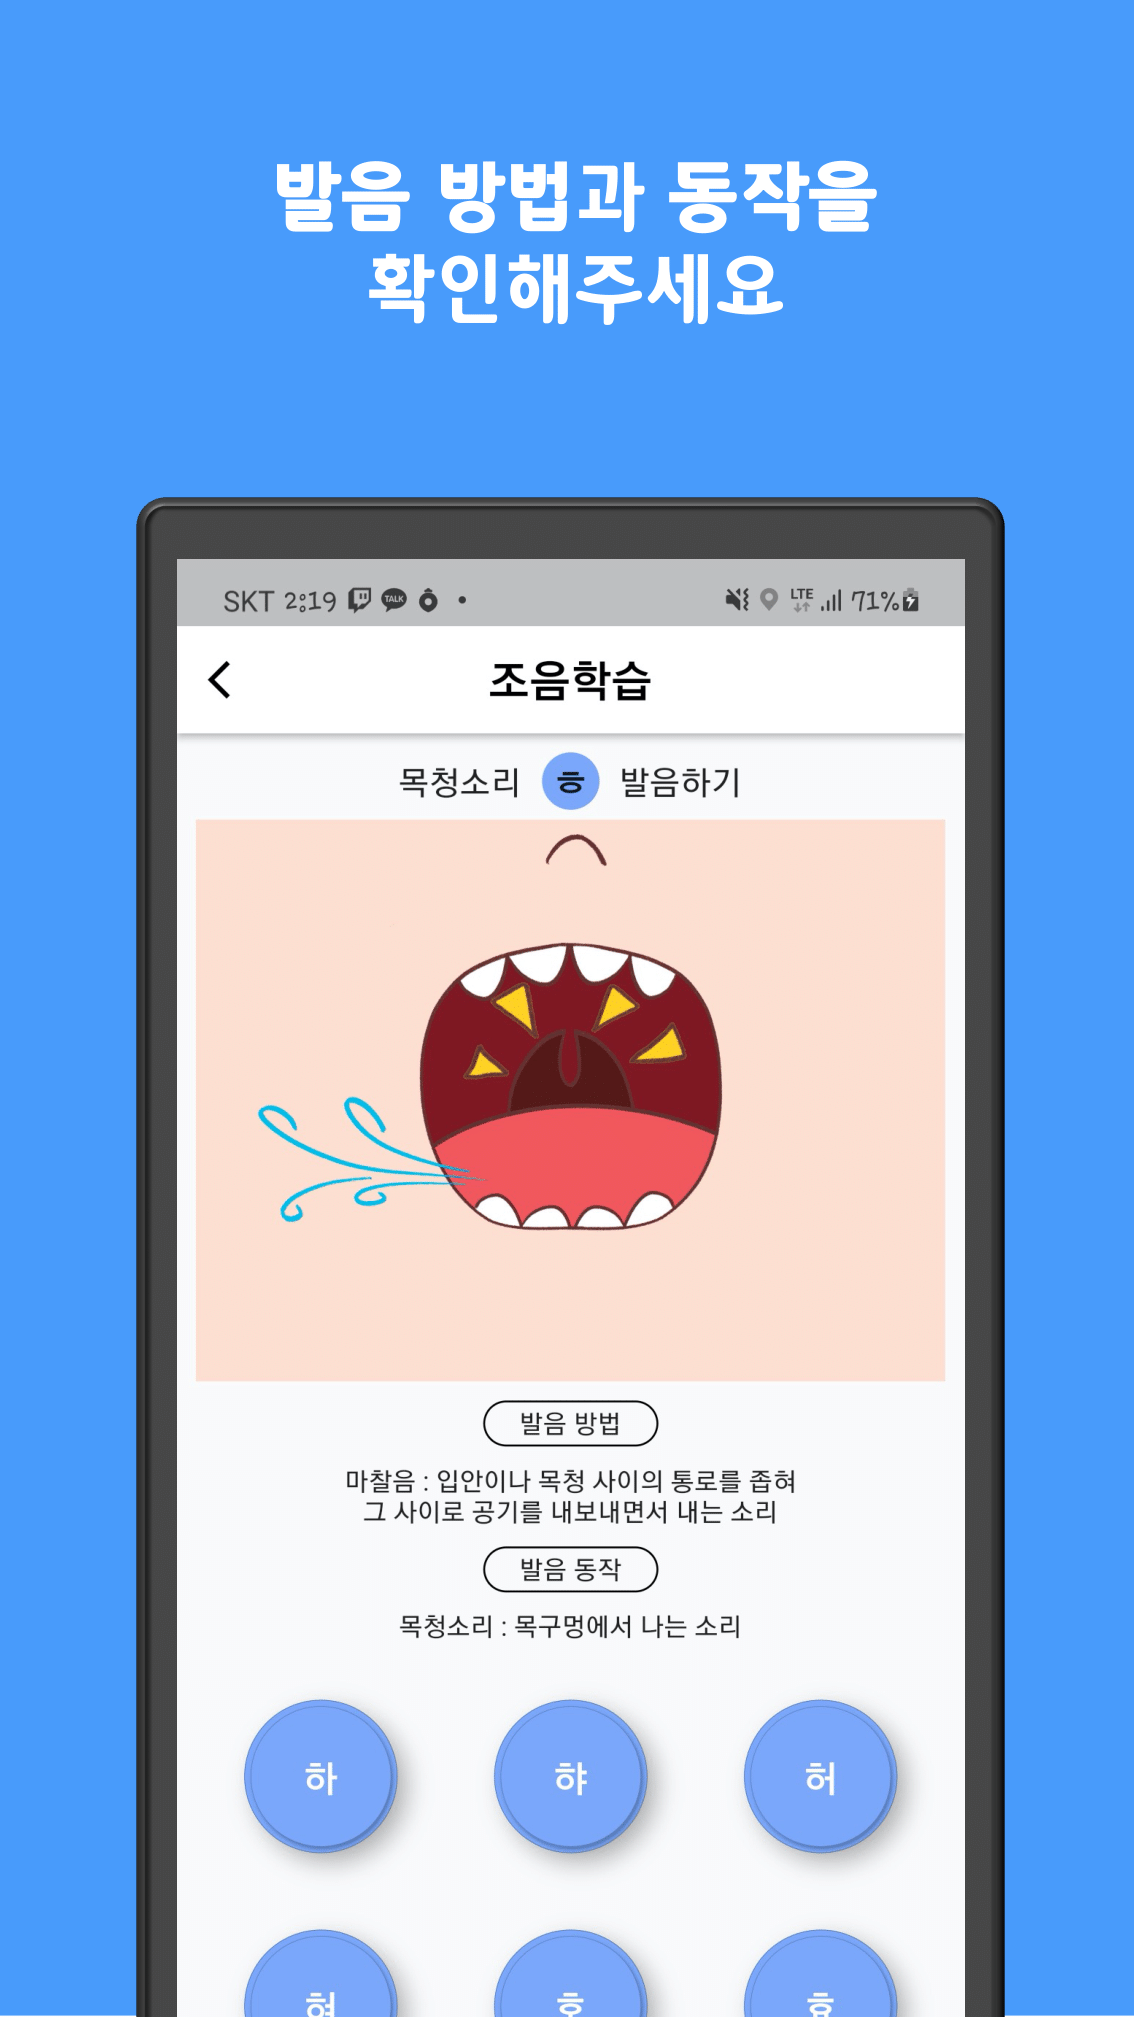 발음 방법과 동작을
확인해주세요
SKT 2:19 TALK LTE 71%
조음학습
목청소리 ㅎ 발음하기
발음 방법
마찰음 : 입안이나 목청 사이의 통로를 좁혀
그 사이로 공기를 내보내면서 내는 소리
발음 동작
목청소리 : 목구멍에서 나는 소리
하 햐 허
혀 호 효